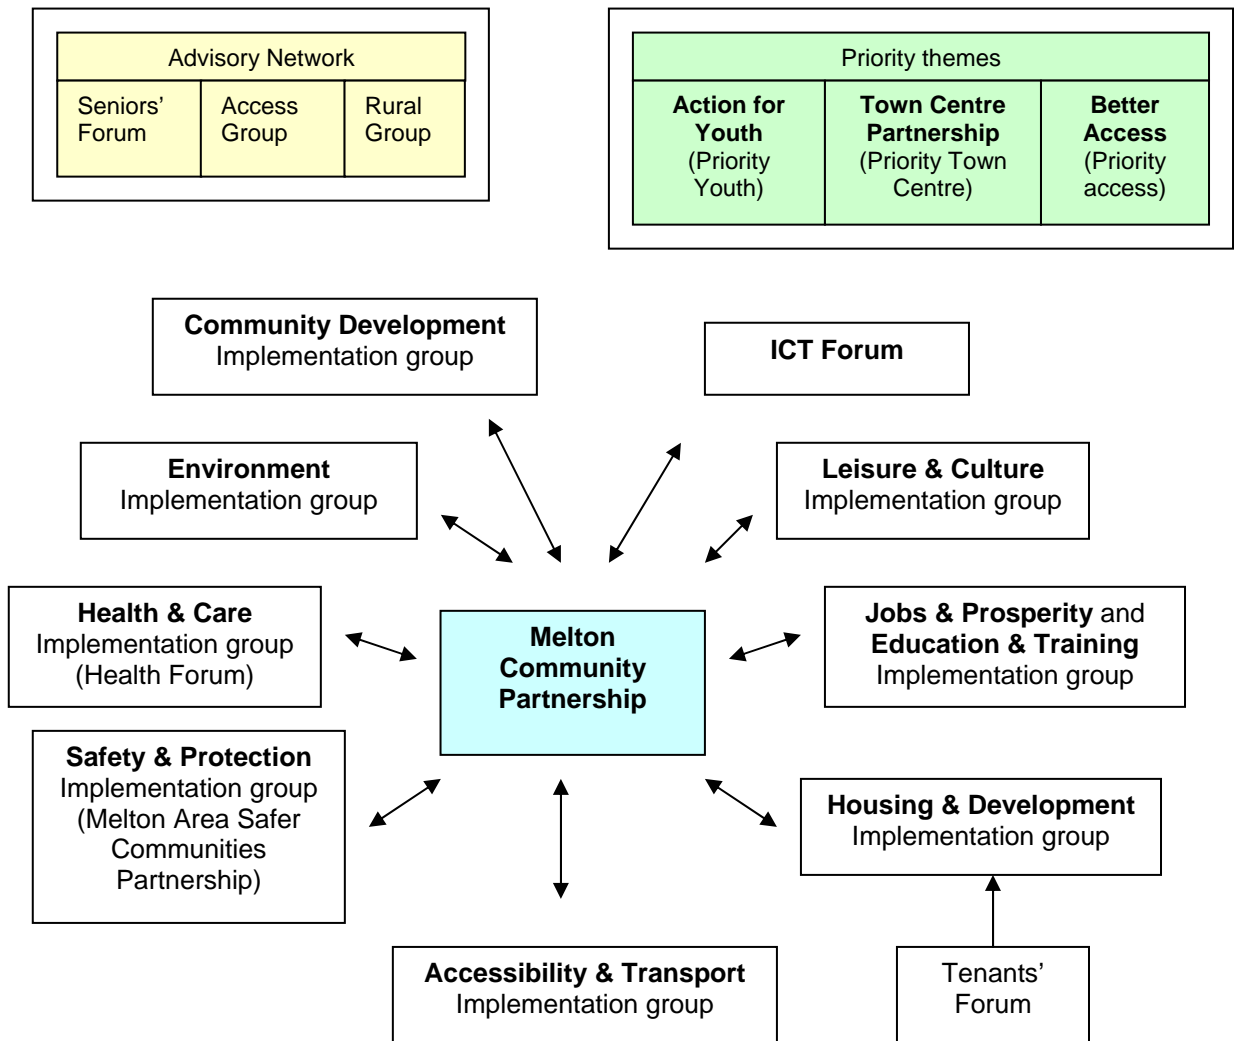 Advisory Network
Seniors’
Forum
Access
Group
Rural
Group
Priority themes
Action for
Youth
(Priority
Youth)
Town Centre
Partnership
(Priority Town
Centre)
Better
Access
(Priority
access)
Community Development
Implementation group
ICT Forum
Environment
Implementation group
Leisure & Culture
Implementation group
Health & Care
Implementation group
(Health Forum)
Melton
Community
Partnership
Jobs & Prosperity and
Education & Training
Implementation group
Safety & Protection
Implementation group
(Melton Area Safer
Communities
Partnership)
Housing & Development
Implementation group
Accessibility & Transport
Implementation group
Tenants’
Forum